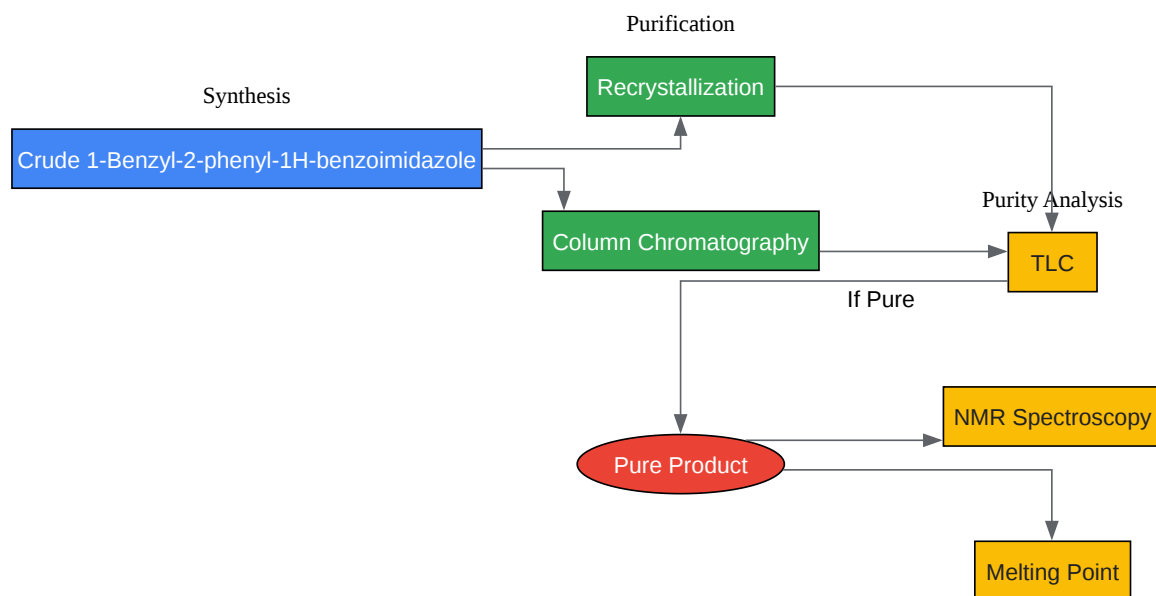 Purification
Recrystallization
Synthesis
Crude 1-Benzyl-2-phenyl-1H-benzoimidazole
Purity Analysis
Column Chromatography
TLC
If Pure
NMR Spectroscopy
Pure Product
Melting Point